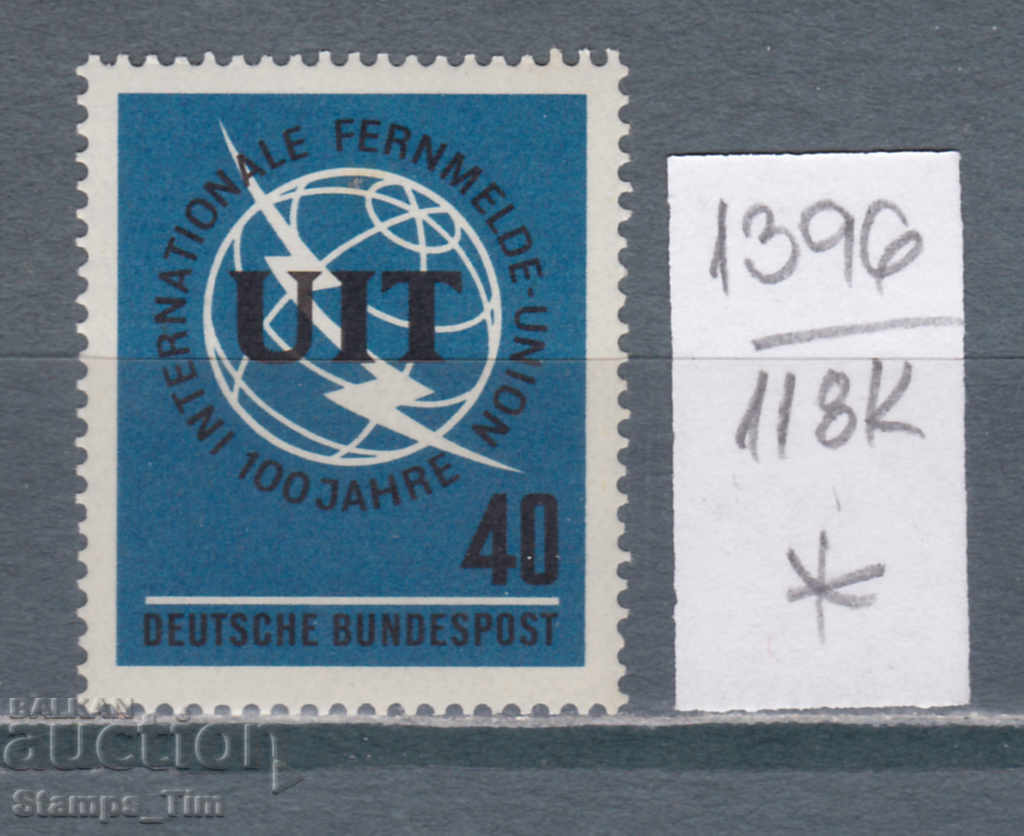 INTERNATIONALE FERNMELDE-UNION
100 JAHRE
UIT
40
DEUTSCHE BUNDESPOST
1396
118K
*
BALKAN
auction
Stamps_Tim